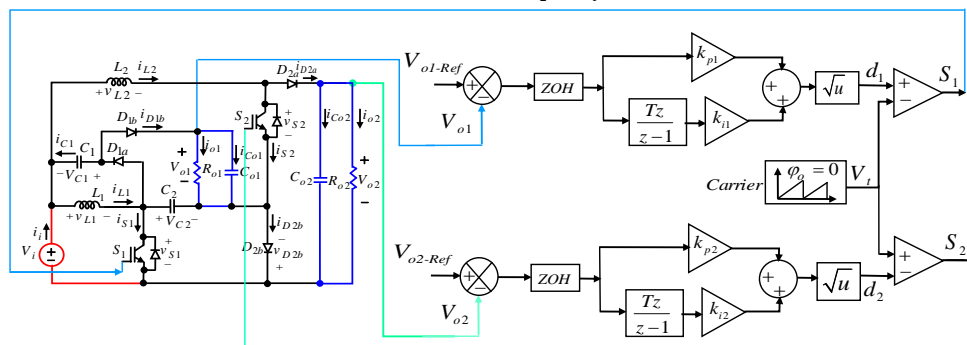 L2 iL2
+vL2−
D2a iD2a
D1b iD1b
iC1 C1
−VC1+
D1a
L1 iL1
+vL1−
C2
+VC2−
iS1
S1
+
vS1
−
ii
Vi
+
−
+
Vo1
−
io1
Ro1
iCo1
Co1
S2
+
vS2
−
iS2
iD2b
D2b
−
vD2b
+
iCo2
Co2
io2
Ro2
+
Vo2
−
Vo1-Ref
+
−
Vo1
ZOH
kp1
Tz
z−1
ki1
+
+
√u
d1
+
−
S1
Carrier
φo = 0
Vt
Vo2-Ref
+
−
Vo2
ZOH
kp2
Tz
z−1
ki2
+
+
√u
d2
+
−
S2